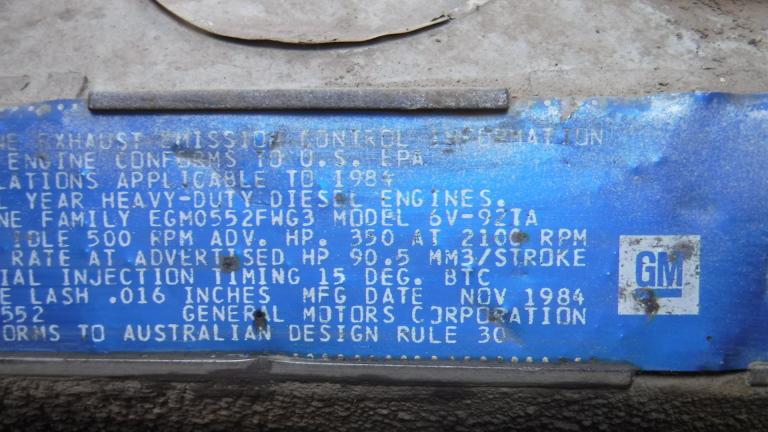 NE EXHAUST EMISSION CONTROL INFORMATION
ENGINE CONFORMS TO U.S. EPA
LATIONS APPLICABLE TO 1984
L YEAR HEAVY-DUTY DIESEL ENGINES.
NE FAMILY EGM0552FWG3 MODEL 6V-92TA
IDLE 500 RPM ADV. HP. 350 AT 2100 RPM
RATE AT ADVERTISED HP 90.5 MM3/STROKE
IAL INJECTION TIMING 15 DEG. BTC
E LASH .016 INCHES MFG DATE NOV 1984
552 GENERAL MOTORS CORPORATION
ORMS TO AUSTRALIAN DESIGN RULE 30
GM